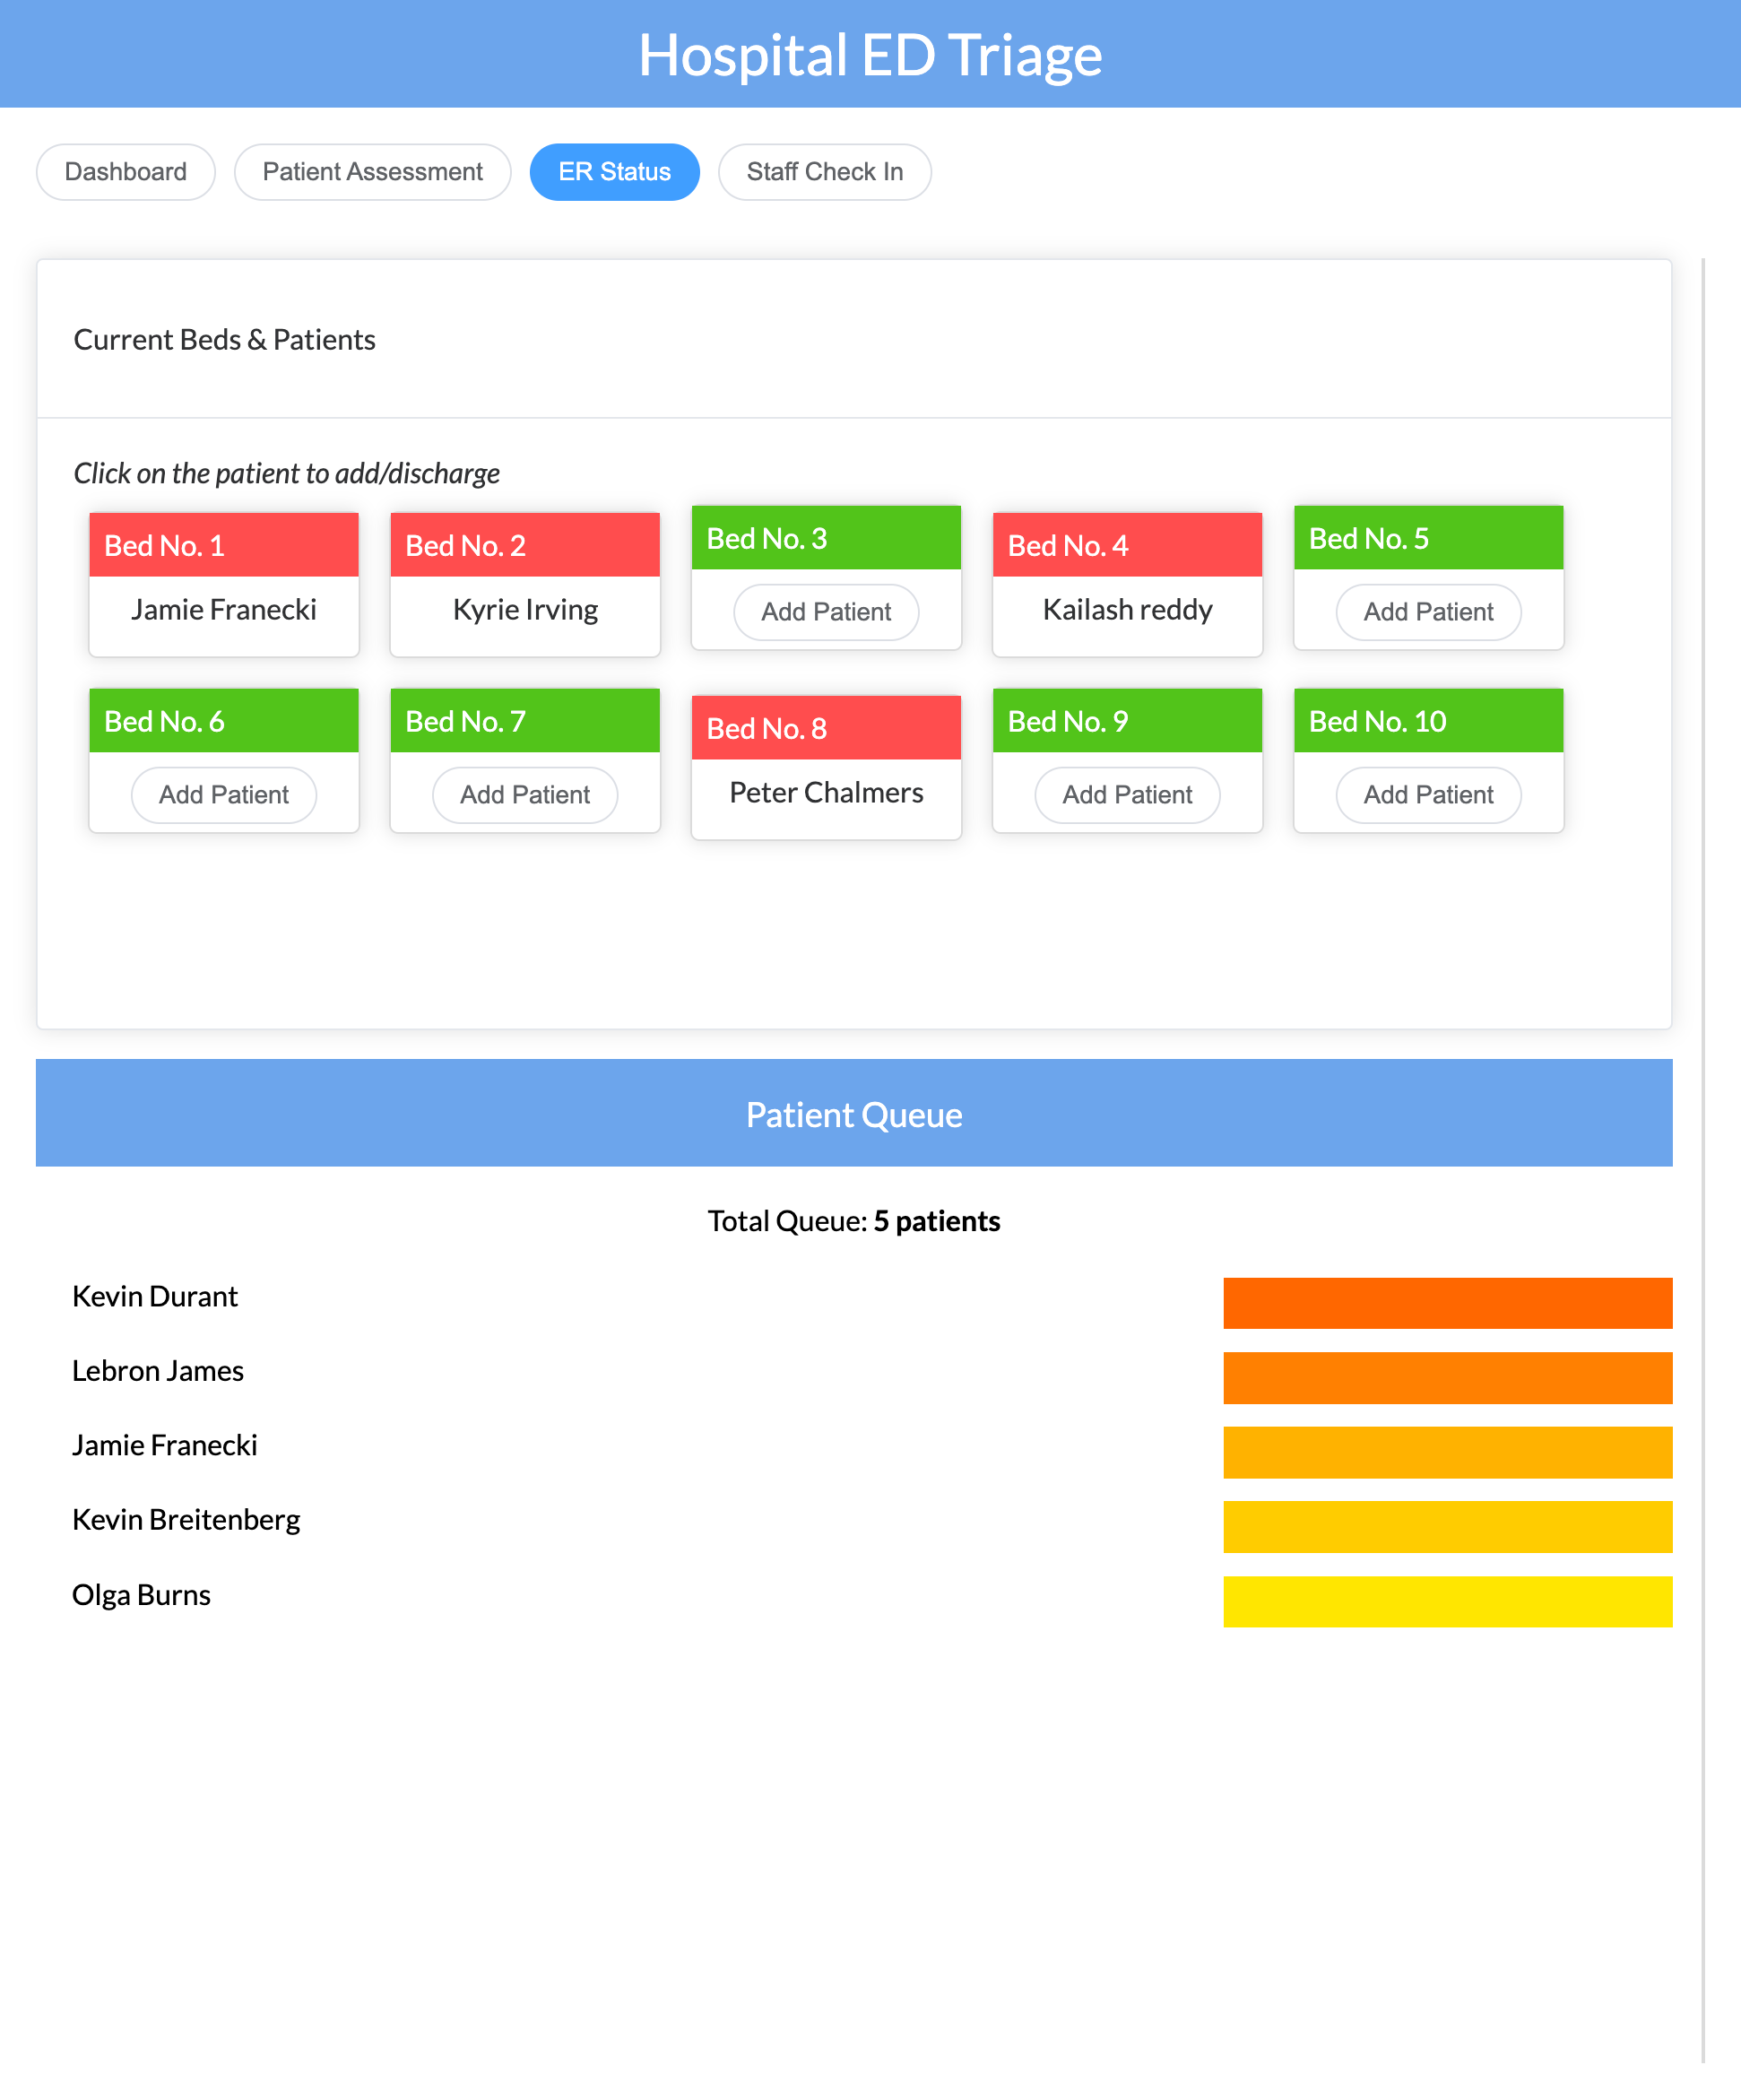 Hospital ED Triage
Dashboard Patient Assessment ER Status Staff Check In
Current Beds & Patients
Click on the patient to add/discharge
Bed No. 1 Bed No. 2 Bed No. 3 Bed No. 4 Bed No. 5
Jamie Franecki Kyrie Irving Add Patient Kailash reddy Add Patient
Bed No. 6 Bed No. 7 Bed No. 8 Bed No. 9 Bed No. 10
Add Patient Add Patient Peter Chalmers Add Patient Add Patient
Patient Queue
Total Queue: 5 patients
Kevin Durant
Lebron James
Jamie Franecki
Kevin Breitenberg
Olga Burns